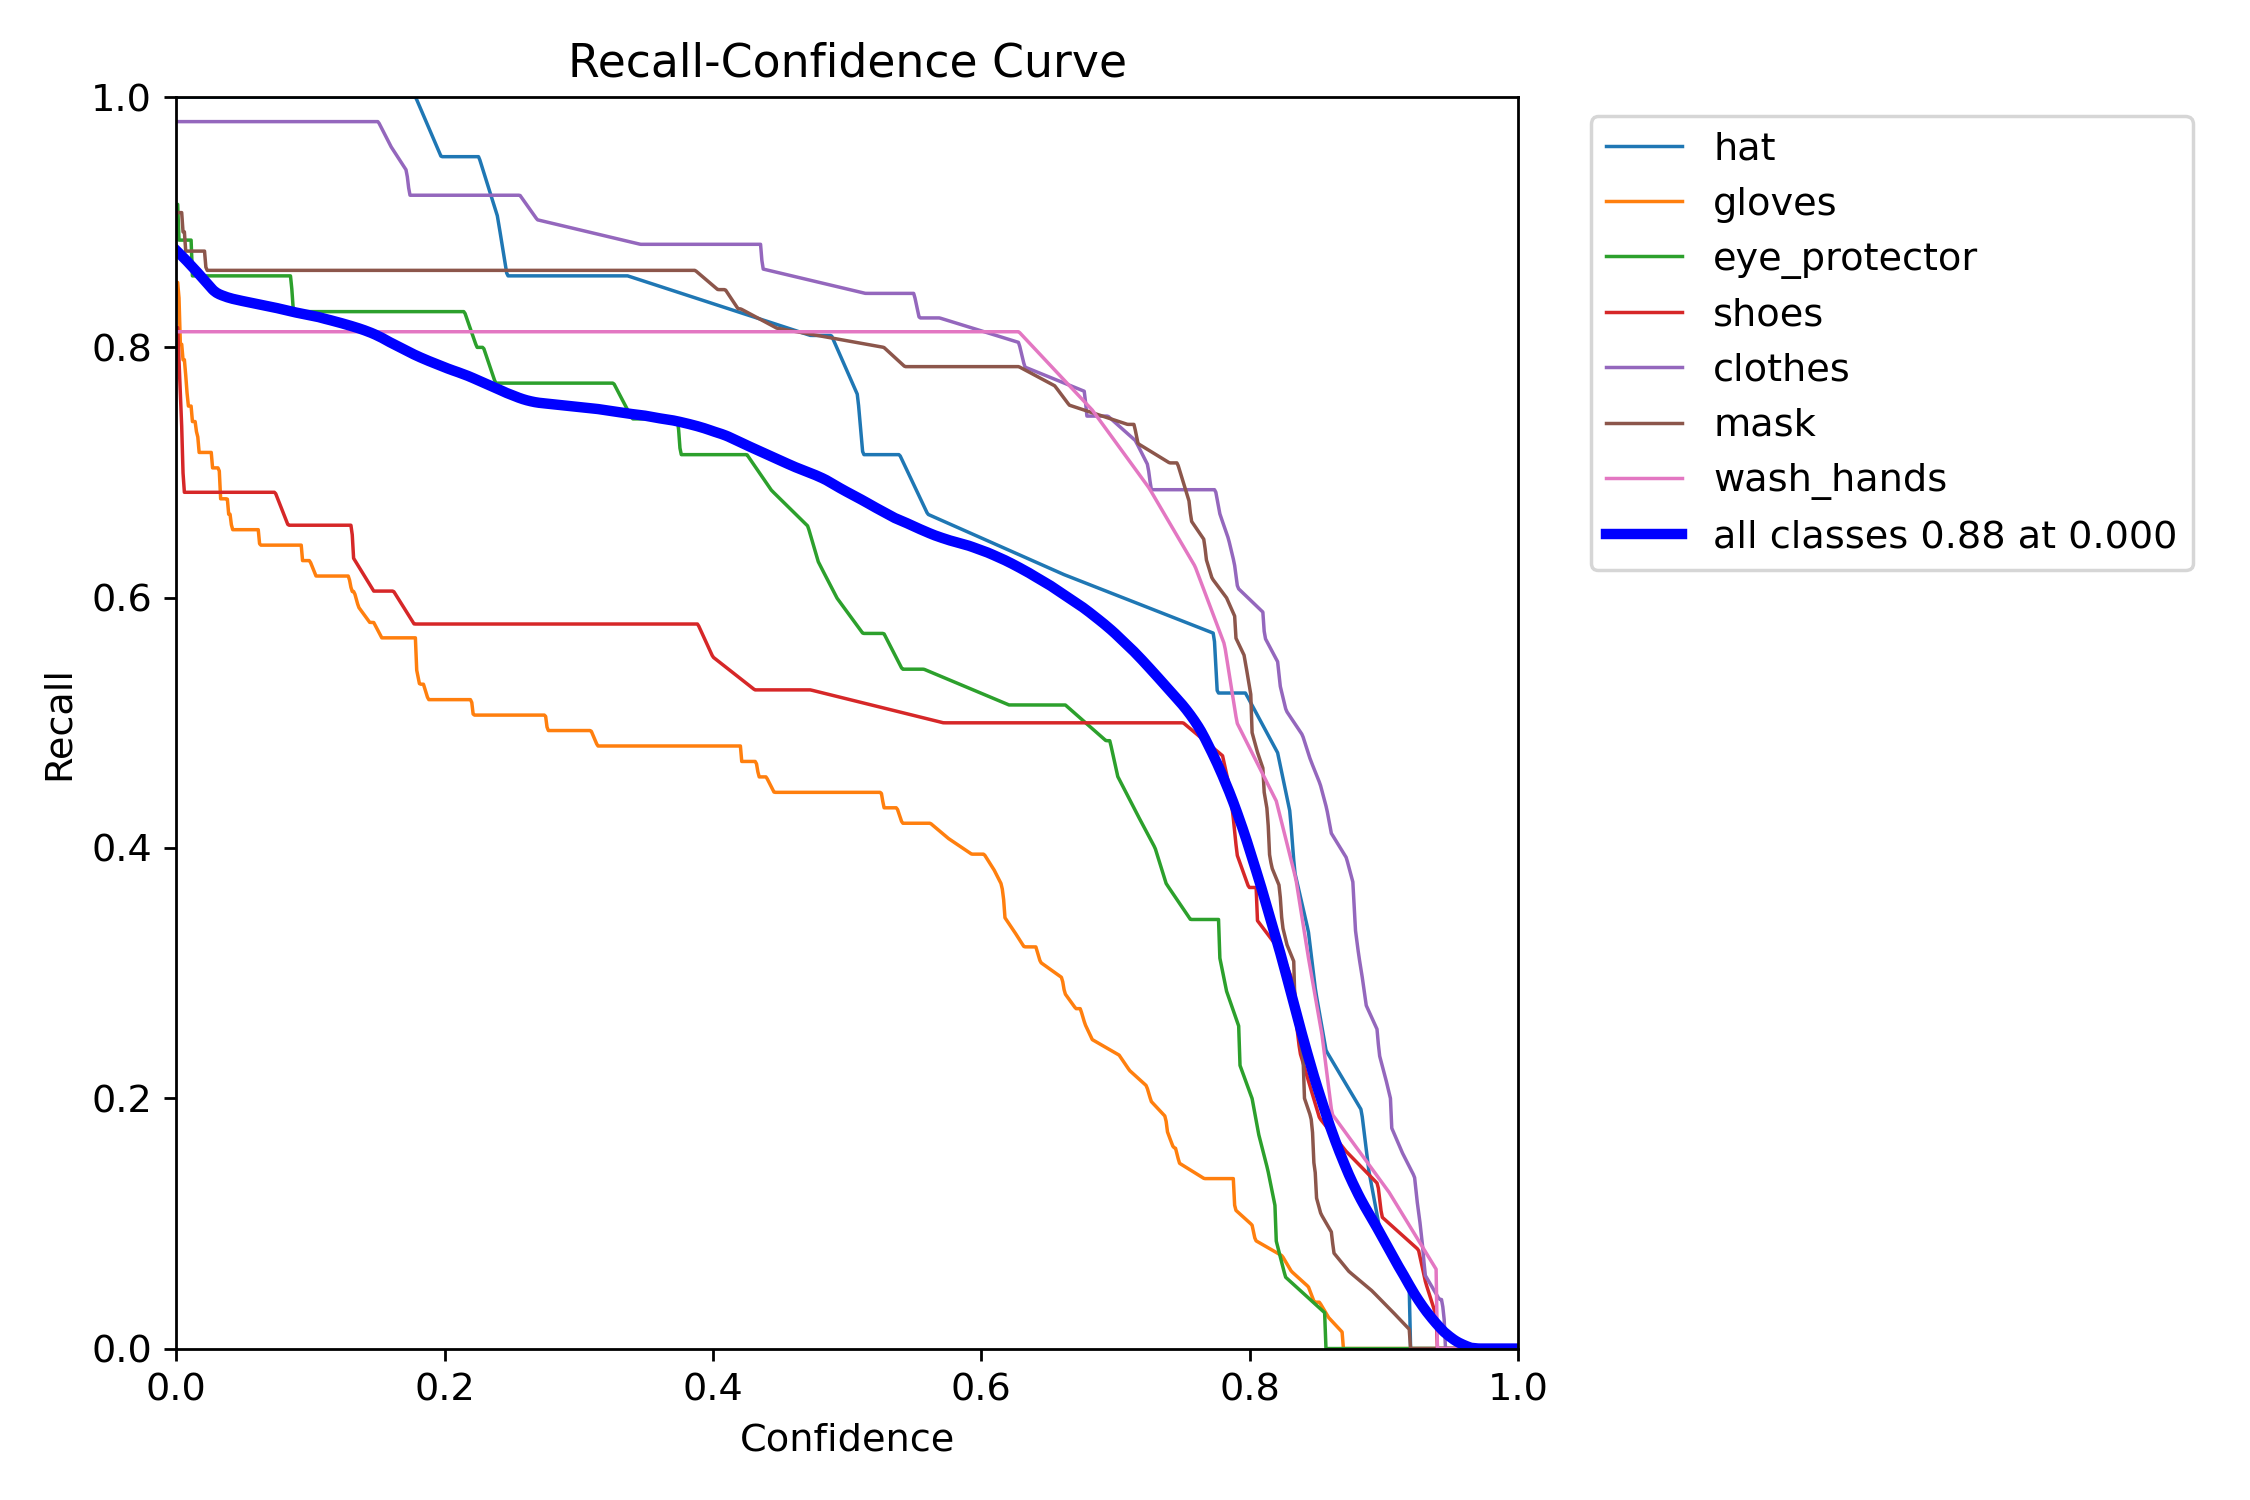 Recall-Confidence Curve
1.0
0.8
0.6
0.4
0.2
0.0
Recall
0.0 0.2 0.4 0.6 0.8 1.0
Confidence
hat
gloves
eye_protector
shoes
clothes
mask
wash_hands
all classes 0.88 at 0.000